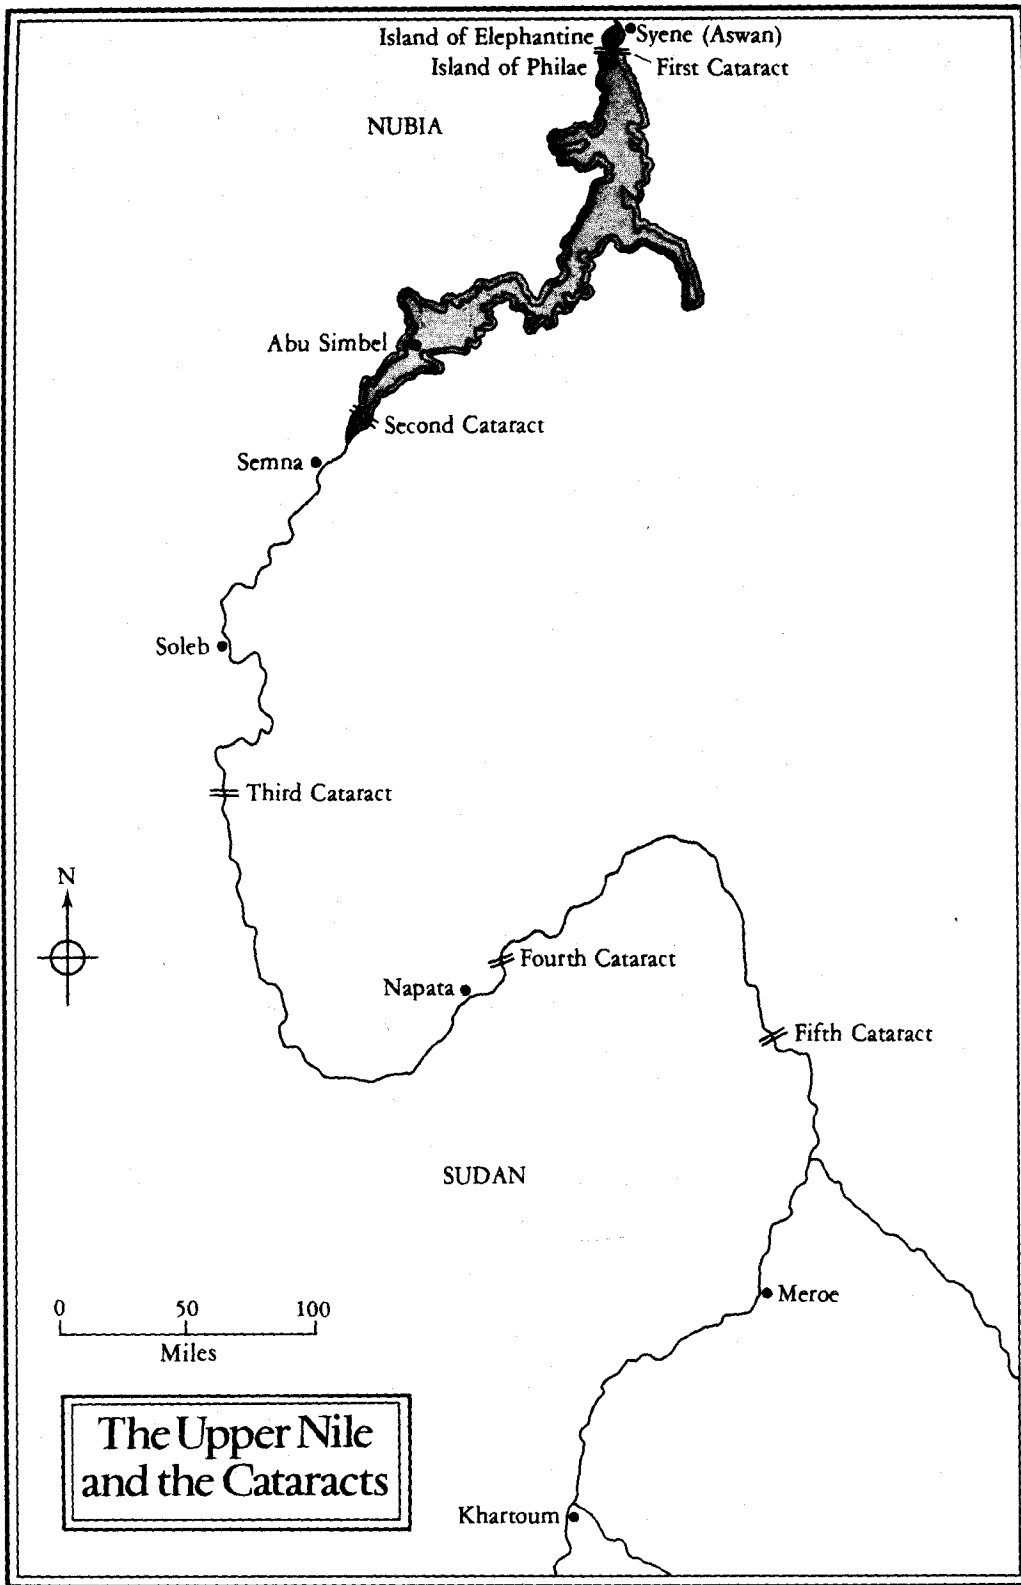 Island of Elephantine
Syene (Aswan)
Island of Philae
First Cataract
NUBIA
Abu Simbel
Second Cataract
Semna
Soleb
Third Cataract
N
Fourth Cataract
Napata
Fifth Cataract
SUDAN
Meroe
0 50 100
Miles
The Upper Nile
and the Cataracts
Khartoum